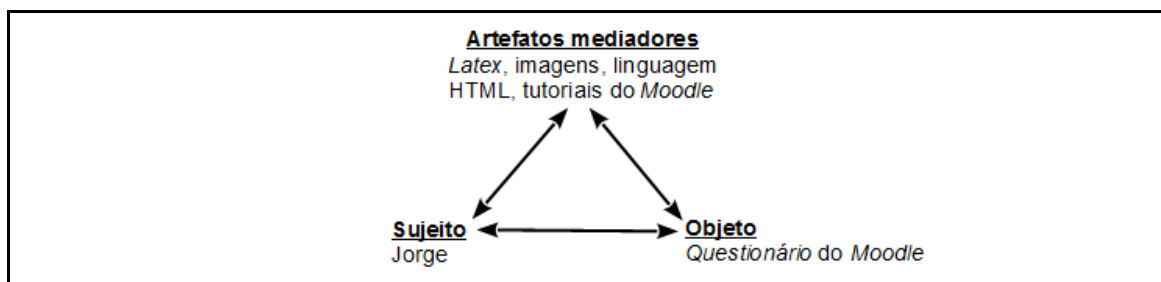 Artefatos mediadores
Latex, imagens, linguagem
HTML, tutoriais do Moodle
Sujeito
Jorge
Objeto
Questionário do Moodle